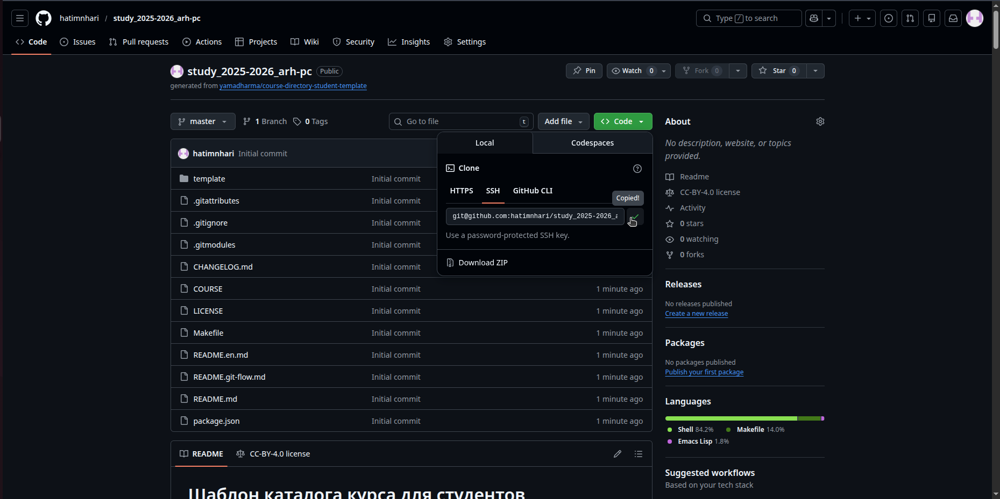 hatimnhari / study_2025-2026_arh-pc
Type / to search
Code Issues Pull requests Actions Projects Wiki Security Insights Settings
study_2025-2026_arh-pc Public
generated from yamadharma/course-directory-student-template
Pin Watch 0 Fork 0 Star 0
master 1 Branch 0 Tags Go to file t Add file Code
Local Codespaces
Clone
HTTPS SSH GitHub CLI
Copied!
git@github.com:hatimnhari/study_2025-2026_a
Use a password-protected SSH key.
Download ZIP
hatimnhari Initial commit
template Initial commit
.gitattributes Initial commit
.gitignore Initial commit
.gitmodules Initial commit
CHANGELOG.md Initial commit
COURSE Initial commit 1 minute ago
LICENSE Initial commit 1 minute ago
Makefile Initial commit 1 minute ago
README.en.md Initial commit 1 minute ago
README.git-flow.md Initial commit 1 minute ago
README.md Initial commit 1 minute ago
package.json Initial commit 1 minute ago
README CC-BY-4.0 license
Шаблон каталога курса для студентов
About
No description, website, or topics
provided.
Readme
CC-BY-4.0 license
Activity
0 stars
0 watching
0 forks
Releases
No releases published
Create a new release
Packages
No packages published
Publish your first package
Languages
Shell 84.2% Makefile 14.0%
Emacs Lisp 1.8%
Suggested workflows
Based on your tech stack